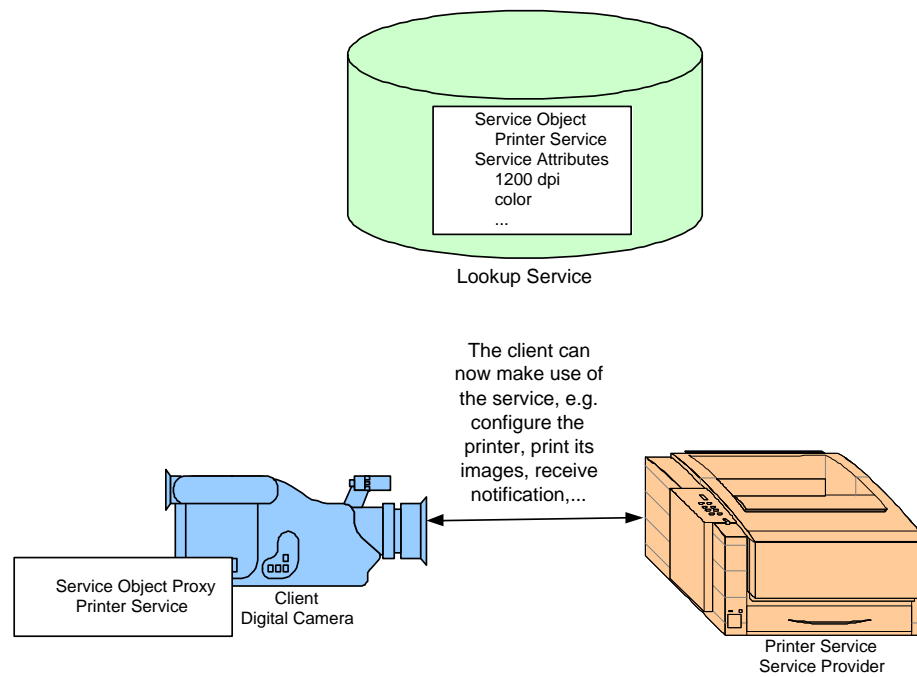 Service Object
Printer Service
Service Attributes
1200 dpi
color
...
Lookup Service
The client can
now make use of
the service, e.g.
configure the
printer, print its
images, receive
notification,...
Service Object Proxy
Printer Service
Client
Digital Camera
Printer Service
Service Provider